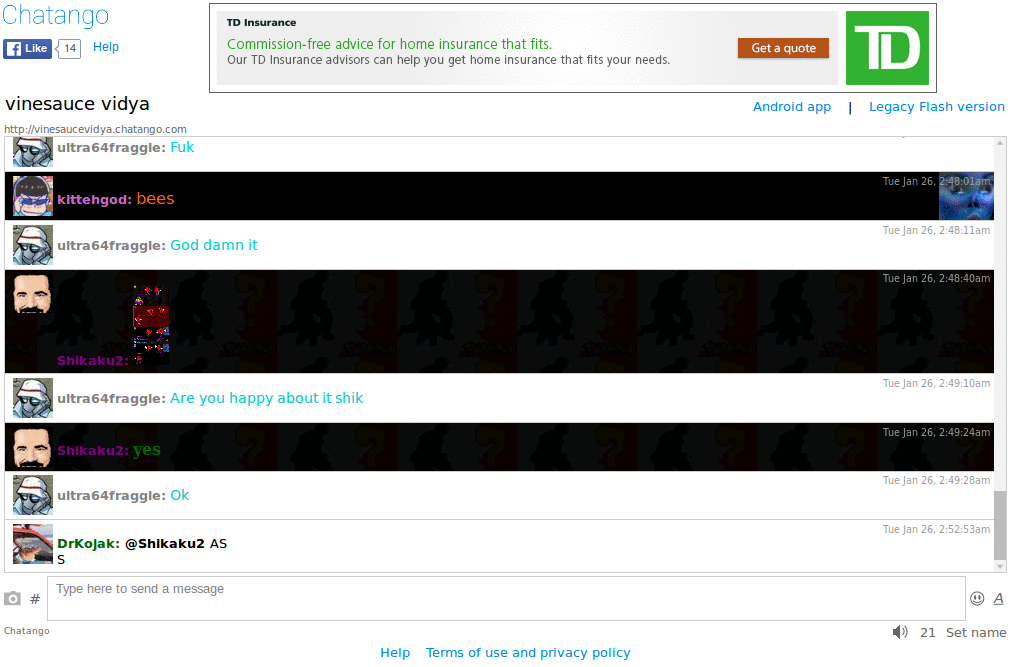 Chatango
TD Insurance
Commission-free advice for home insurance that fits.
Our TD Insurance advisors can help you get home insurance that fits your needs.
Get a quote
TD
Like
14
Help
vinesauce vidya
Android app | Legacy Flash version
http://vinesaucevidya.chatango.com
ultra64fraggle: Fuk
Tue Jan 26, 2:48:01am
kittehgod: bees
Tue Jan 26, 2:48:11am
ultra64fraggle: God damn it
Tue Jan 26, 2:48:40am
Shikaku2:
Tue Jan 26, 2:49:10am
ultra64fraggle: Are you happy about it shik
Tue Jan 26, 2:49:24am
Shikaku2: yes
Tue Jan 26, 2:49:28am
ultra64fraggle: Ok
Tue Jan 26, 2:52:53am
DrKojak: @Shikaku2 AS
S
# Type here to send a message A
Chatango
21 Set name
Help Terms of use and privacy policy